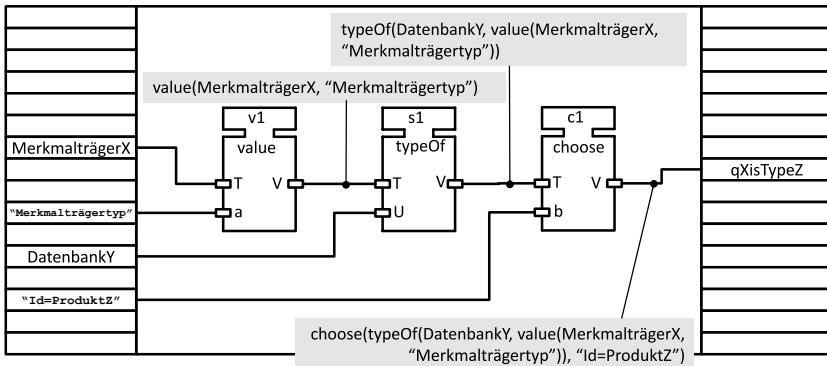 typeOf(DatenbankY, value(MerkmalträgerX,
“Merkmalträgertyp”))
value(MerkmalträgerX, “Merkmalträgertyp”)
v1
s1
c1
value
typeOf
choose
MerkmalträgerX
qXisTypeZ
T
V
T
V
T
V
“Merkmalträgertyp”
a
U
b
DatenbankY
“Id=ProduktZ”
choose(typeOf(DatenbankY, value(MerkmalträgerX,
“Merkmalträgertyp”)), “Id=ProduktZ”)